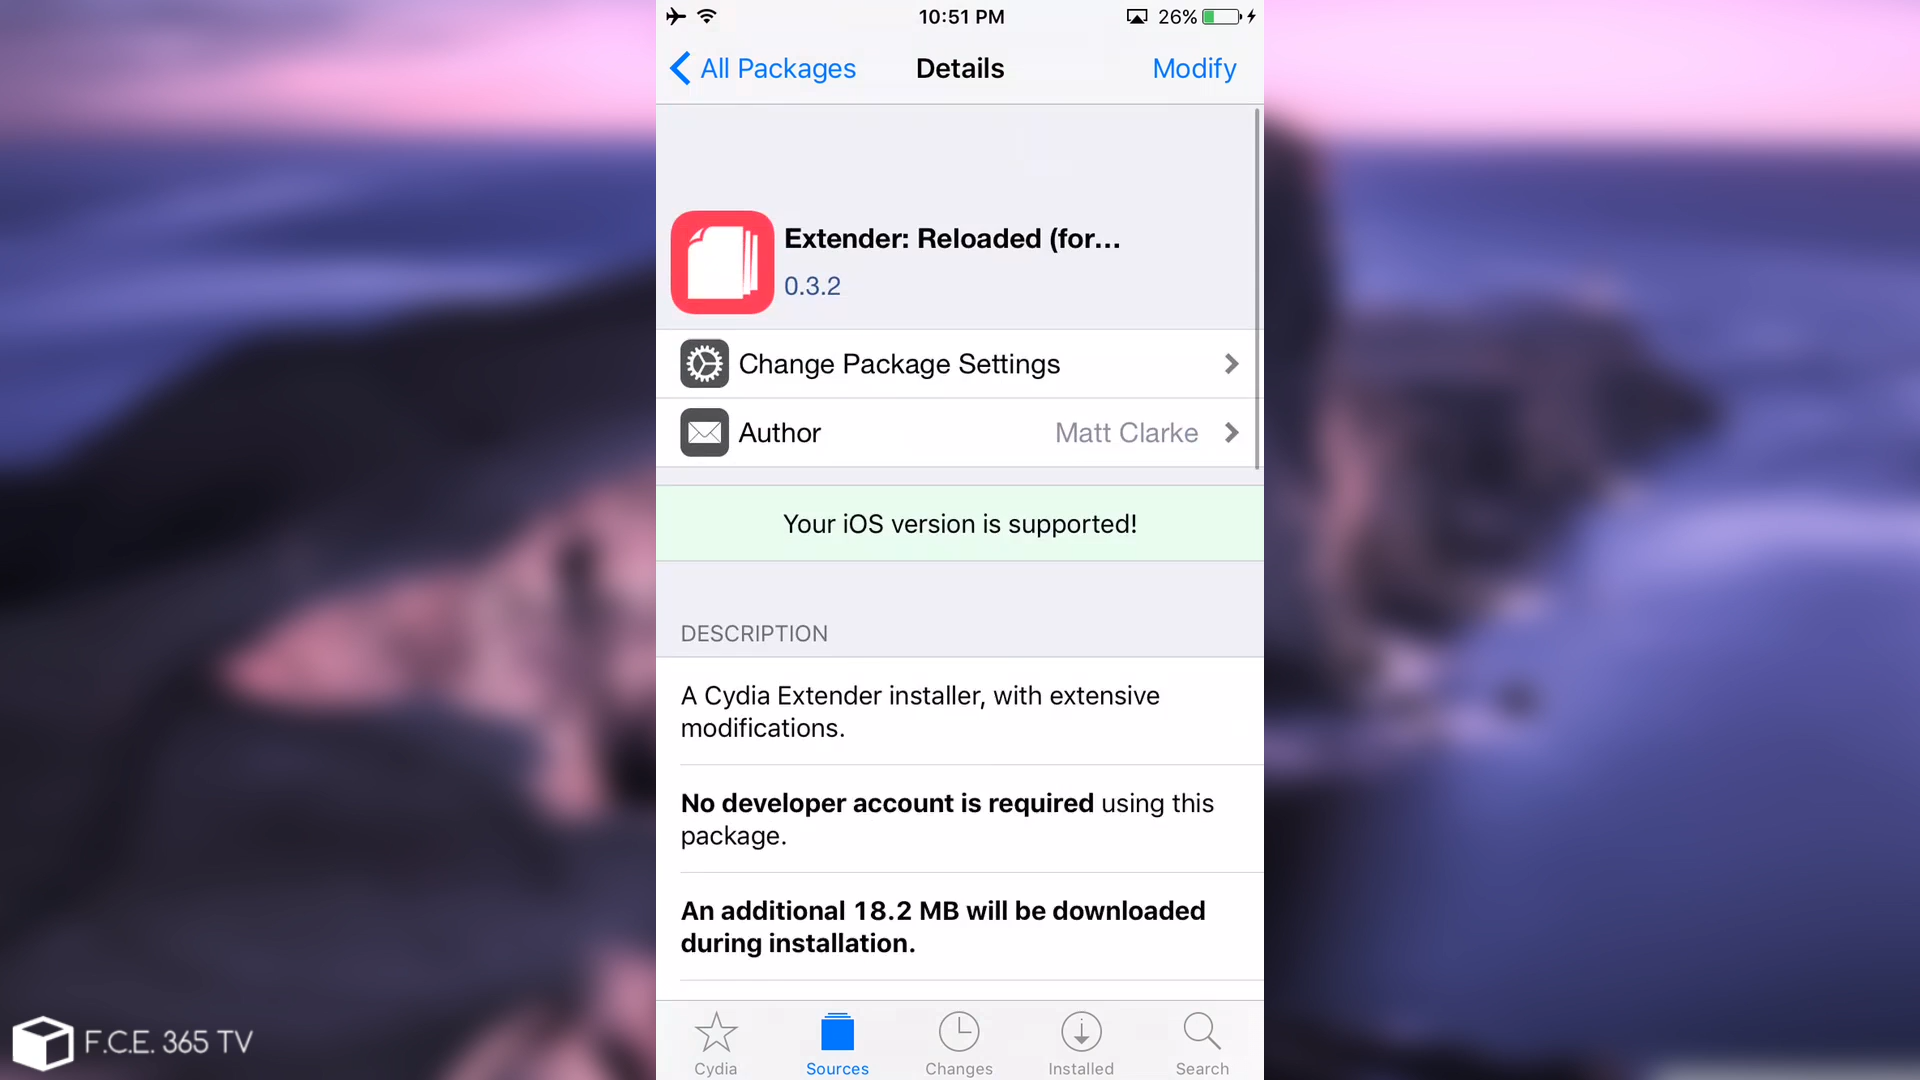 10:51 PM
26%
All Packages
Details
Modify
Extender: Reloaded (for...
0.3.2
Change Package Settings
Author
Matt Clarke
Your iOS version is supported!
DESCRIPTION
A Cydia Extender installer, with extensive
modifications.
No developer account is required using this
package.
An additional 18.2 MB will be downloaded
during installation.
Cydia
Sources
Changes
Installed
Search
F.C.E. 365 TV